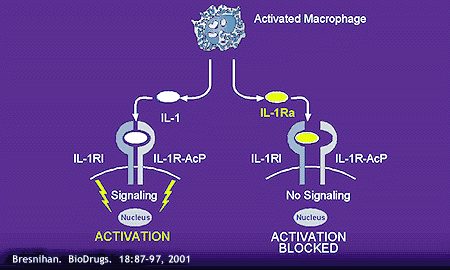 Activated Macrophage
IL-1
IL-1Ra
IL-1RI
IL-1R-AcP
IL-1RI
IL-1R-AcP
Signaling
No Signaling
Nucleus
Nucleus
ACTIVATION
ACTIVATION
BLOCKED
Bresnihan. BioDrugs. 18:87-97, 2001